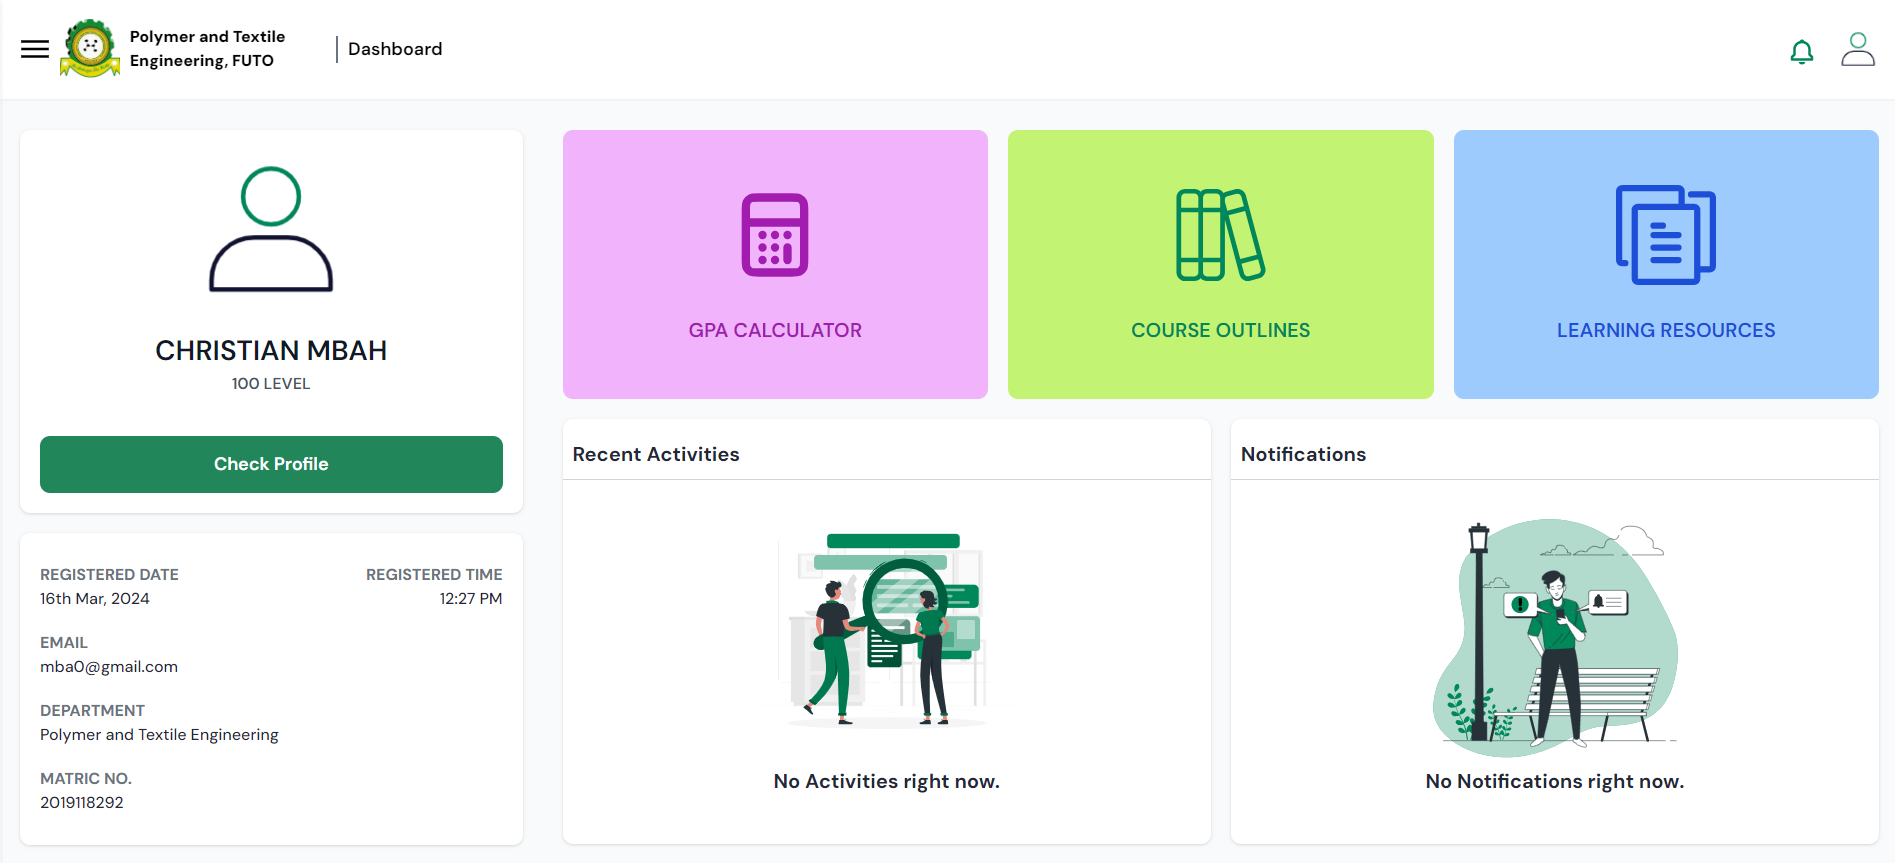 Polymer and Textile
Engineering, FUTO
Dashboard
CHRISTIAN MBAH
100 LEVEL
Check Profile
REGISTERED DATE
REGISTERED TIME
16th Mar, 2024
12:27 PM
EMAIL
mba0@gmail.com
DEPARTMENT
Polymer and Textile Engineering
MATRIC NO.
2019118292
GPA CALCULATOR
COURSE OUTLINES
LEARNING RESOURCES
Recent Activities
No Activities right now.
Notifications
No Notifications right now.